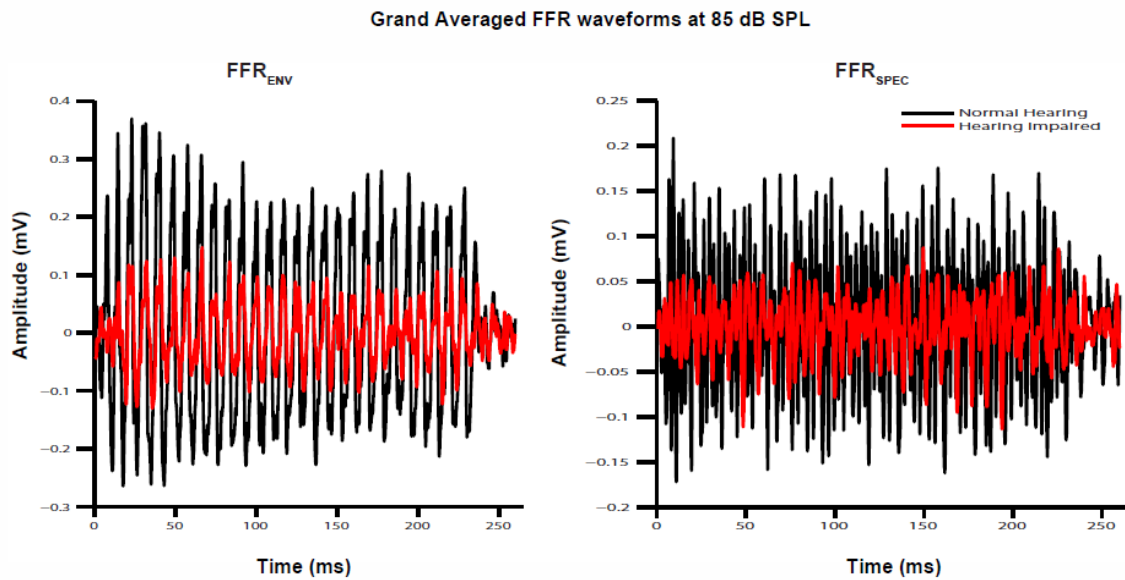 Grand Averaged FFR waveforms at 85 dB SPL
FFR_ENV
Amplitude (mV)
0.4
0.3
0.2
0.1
0
−0.1
−0.2
−0.3
0 50 100 150 200 250
Time (ms)
FFR_SPEC
Normal Hearing
Hearing Impaired
Amplitude (mV)
0.25
0.2
0.15
0.1
0.05
0
−0.05
−0.1
−0.15
−0.2
0 50 100 150 200 250
Time (ms)